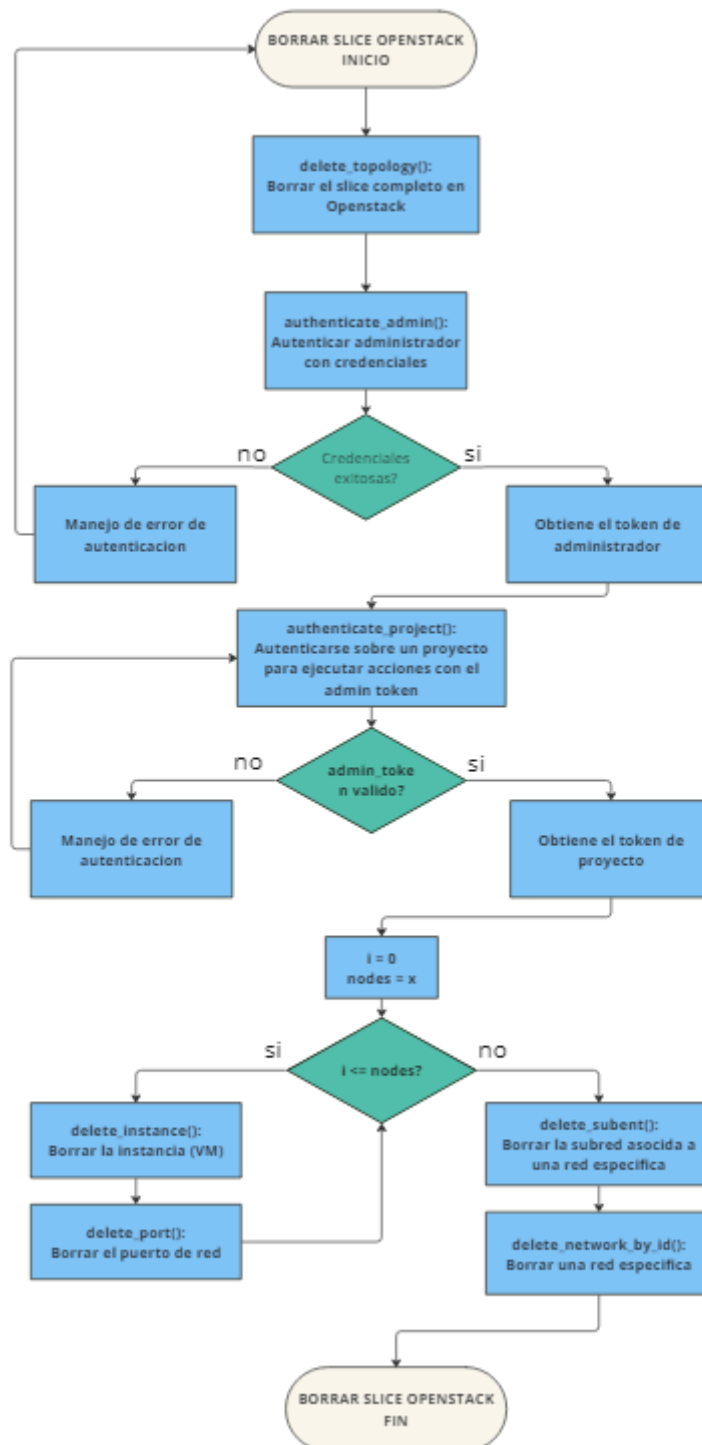 BORRAR SLICE OPENSTACK
INICIO
delete_topology():
Borrar el slice completo en
Openstack
authenticate_admin():
Autenticar administrador
con credenciales
Credenciales
exitosas?
no
si
Manejo de error de
autenticacion
Obtiene el token de
administrador
authenticate_project():
Autenticarse sobre un proyecto
para ejecutar acciones con el
admin token
admin_toke
n valido?
no
si
Manejo de error de
autenticacion
Obtiene el token de
proyecto
i = 0
nodes = x
i <= nodes?
si
no
delete_instance():
Borrar la instancia (VM)
delete_port():
Borrar el puerto de red
delete_subent():
Borrar la subred asocida a
una red especifica
delete_network_by_id():
Borrar una red especifica
BORRAR SLICE OPENSTACK
FIN